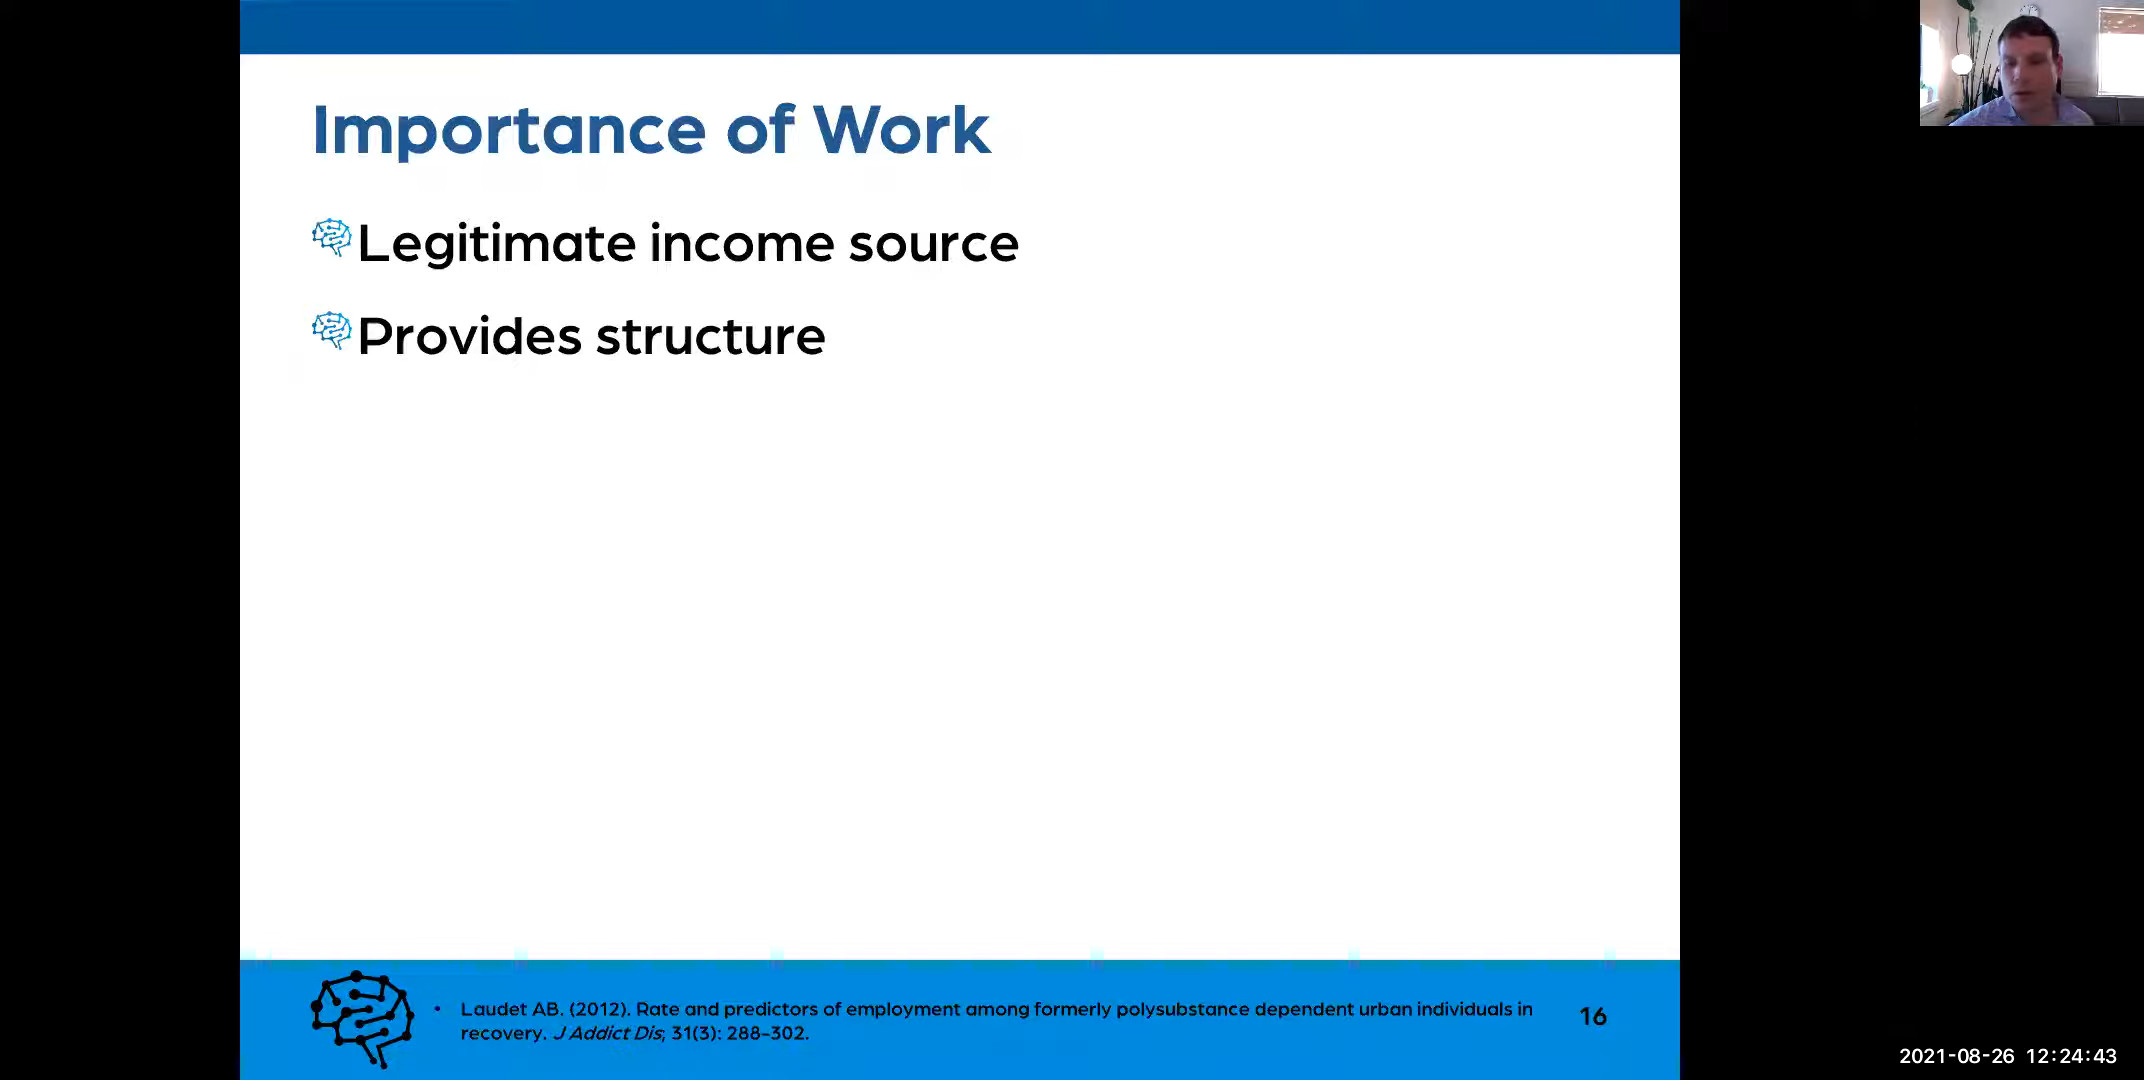 Importance of Work
Legitimate income source
Provides structure
• Laudet AB. (2012). Rate and predictors of employment among formerly polysubstance dependent urban individuals in
recovery. J Addict Dis; 31(3): 288-302.
16
2021-08-26 12:24:43